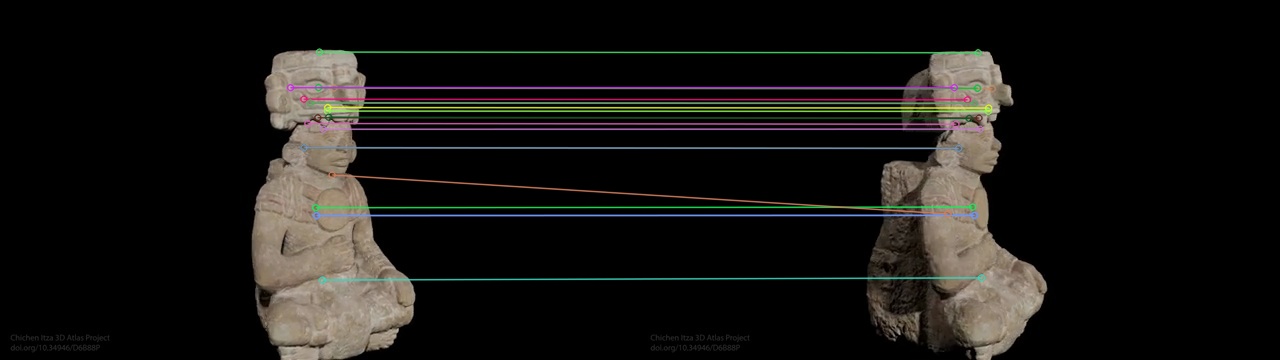 Chichen Itza 3D Atlas Project
doi.org/10.34946/D6B88P
Chichen Itza 3D Atlas Project
doi.org/10.34946/D6B88P